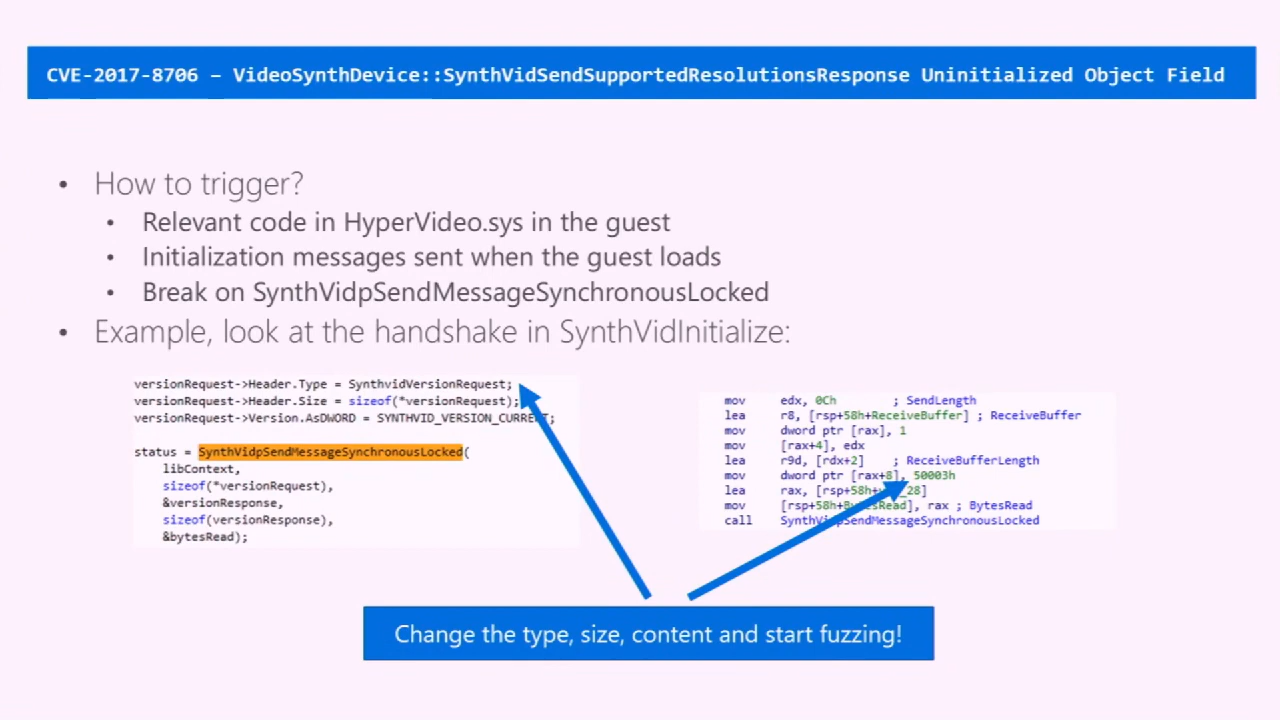 CVE-2017-8706 – VideoSynthDevice::SynthVidSendSupportedResolutionsResponse Uninitialized Object Field
• How to trigger?
• Relevant code in HyperVideo.sys in the guest
• Initialization messages sent when the guest loads
• Break on SynthVidpSendMessageSynchronousLocked
• Example, look at the handshake in SynthVidInitialize:
versionRequest->Header.Type = SynthvidVersionRequest;
versionRequest->Header.Size = sizeof(*versionRequest);
versionRequest->Version.AsDWORD = SYNTHVID_VERSION_CURRENT;
status = SynthVidpSendMessageSynchronousLocked(
libContext,
sizeof(*versionRequest),
&versionResponse,
sizeof(versionResponse),
&bytesRead);
mov edx, 0Ch ; SendLength
lea r8, [rsp+58h+ReceiveBuffer] ; ReceiveBuffer
mov dword ptr [rax], 1
mov [rax+4], edx
lea r9d, [rdx+2] ; ReceiveBufferLength
mov dword ptr [rax+8], 50003h
lea rax,
mov [rsp+58h+BytesRead], rax ; BytesRead
call SynthVidpSendMessageSynchronousLocked
Change the type, size, content and start fuzzing!